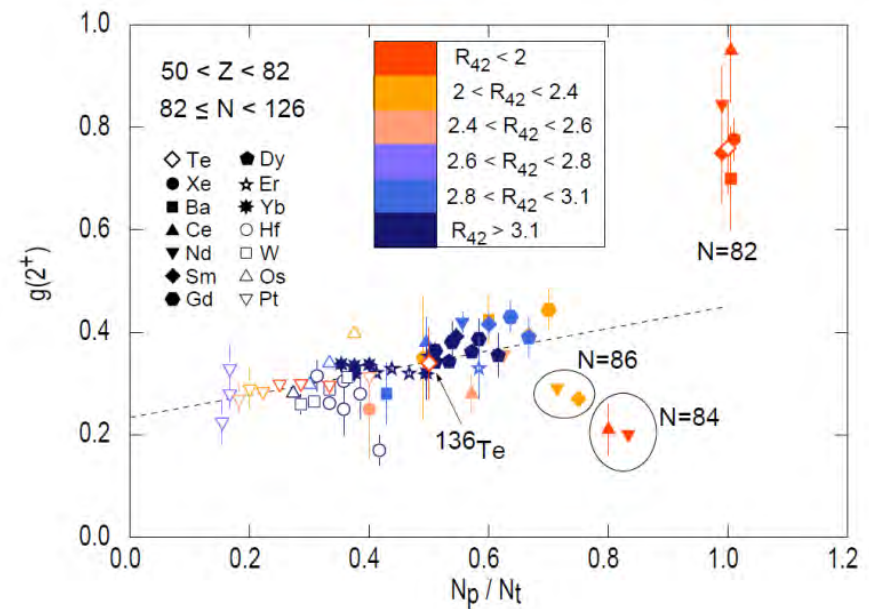 1.0
0.8
0.6
0.4
0.2
0.0
g(2⁺)
50 < Z < 82
82 ≤ N < 126
Te Dy
Xe Er
Ba Yb
Ce Hf
Nd W
Sm Os
Gd Pt
R₄₂ < 2
2 < R₄₂ < 2.4
2.4 < R₄₂ < 2.6
2.6 < R₄₂ < 2.8
2.8 < R₄₂ < 3.1
R₄₂ > 3.1
N=82
N=86
N=84
¹³⁶Te
0.0 0.2 0.4 0.6 0.8 1.0 1.2
Nₚ / Nₜ